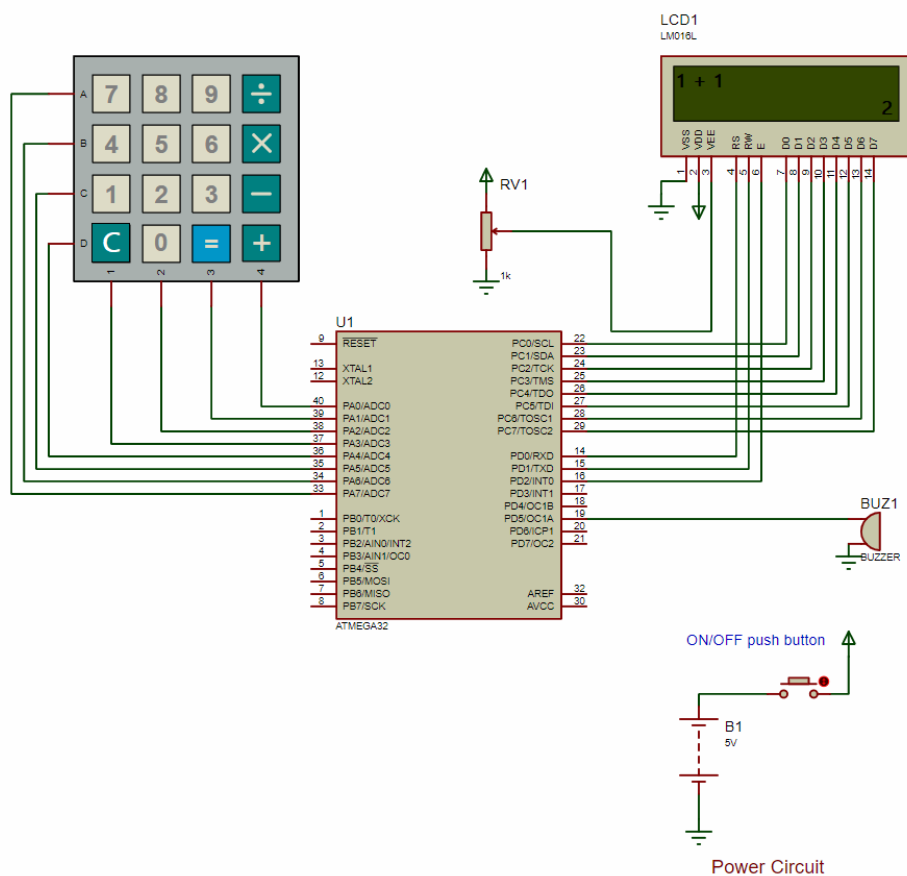 LCD1
LM016L
1 + 1
2
VSS VDD VEE RS RW E D0 D1 D2 D3 D4 D5 D6 D7
1 2 3 4 5 6 7 8 9 10 11 12 13 14
A 7 8 9 ÷
B 4 5 6 ×
C 1 2 3 −
D C 0 = +
1 2 3 4
RV1
1k
U1
9 RESET PC0/SCL 22
PC1/SDA 23
13 XTAL1 PC2/TCK 24
12 XTAL2 PC3/TMS 25
PC4/TDO 26
40 PA0/ADC0 PC5/TDI 27
39 PA1/ADC1 PC6/TOSC1 28
38 PA2/ADC2 PC7/TOSC2 29
37 PA3/ADC3
36 PA4/ADC4 PD0/RXD 14
35 PA5/ADC5 PD1/TXD 15
34 PA6/ADC6 PD2/INT0 16
33 PA7/ADC7 PD3/INT1 17
PD4/OC1B 18
1 PB0/T0/XCK PD5/OC1A 19
2 PB1/T1 PD6/ICP1 20
3 PB2/AIN0/INT2 PD7/OC2 21
4 PB3/AIN1/OC0
5 PB4/SS
6 PB5/MOSI
7 PB6/MISO AREF 32
8 PB7/SCK AVCC 30
ATMEGA32
BUZ1
BUZZER
ON/OFF push button
B1
5V
Power Circuit